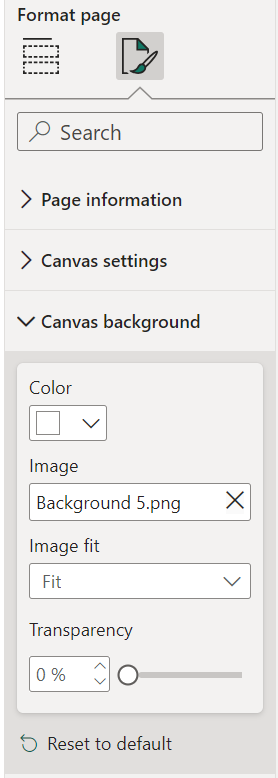 Format page
Search
Page information
Canvas settings
Canvas background
Color
Image
Background 5.png
Image fit
Fit
Transparency
0 %
Reset to default